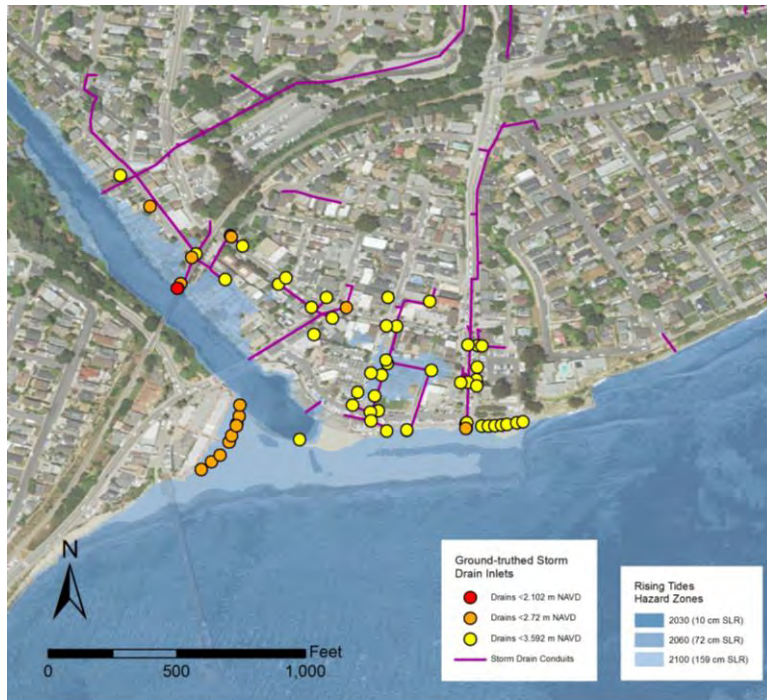 N
Feet
0
500
1,000
Ground-truthed Storm
Drain Inlets
Drains <2.102 m NAVD
Drains <2.72 m NAVD
Drains <3.592 m NAVD
Storm Drain Conduits
Rising Tides
Hazard Zones
2030 (10 cm SLR)
2060 (72 cm SLR)
2100 (159 cm SLR)